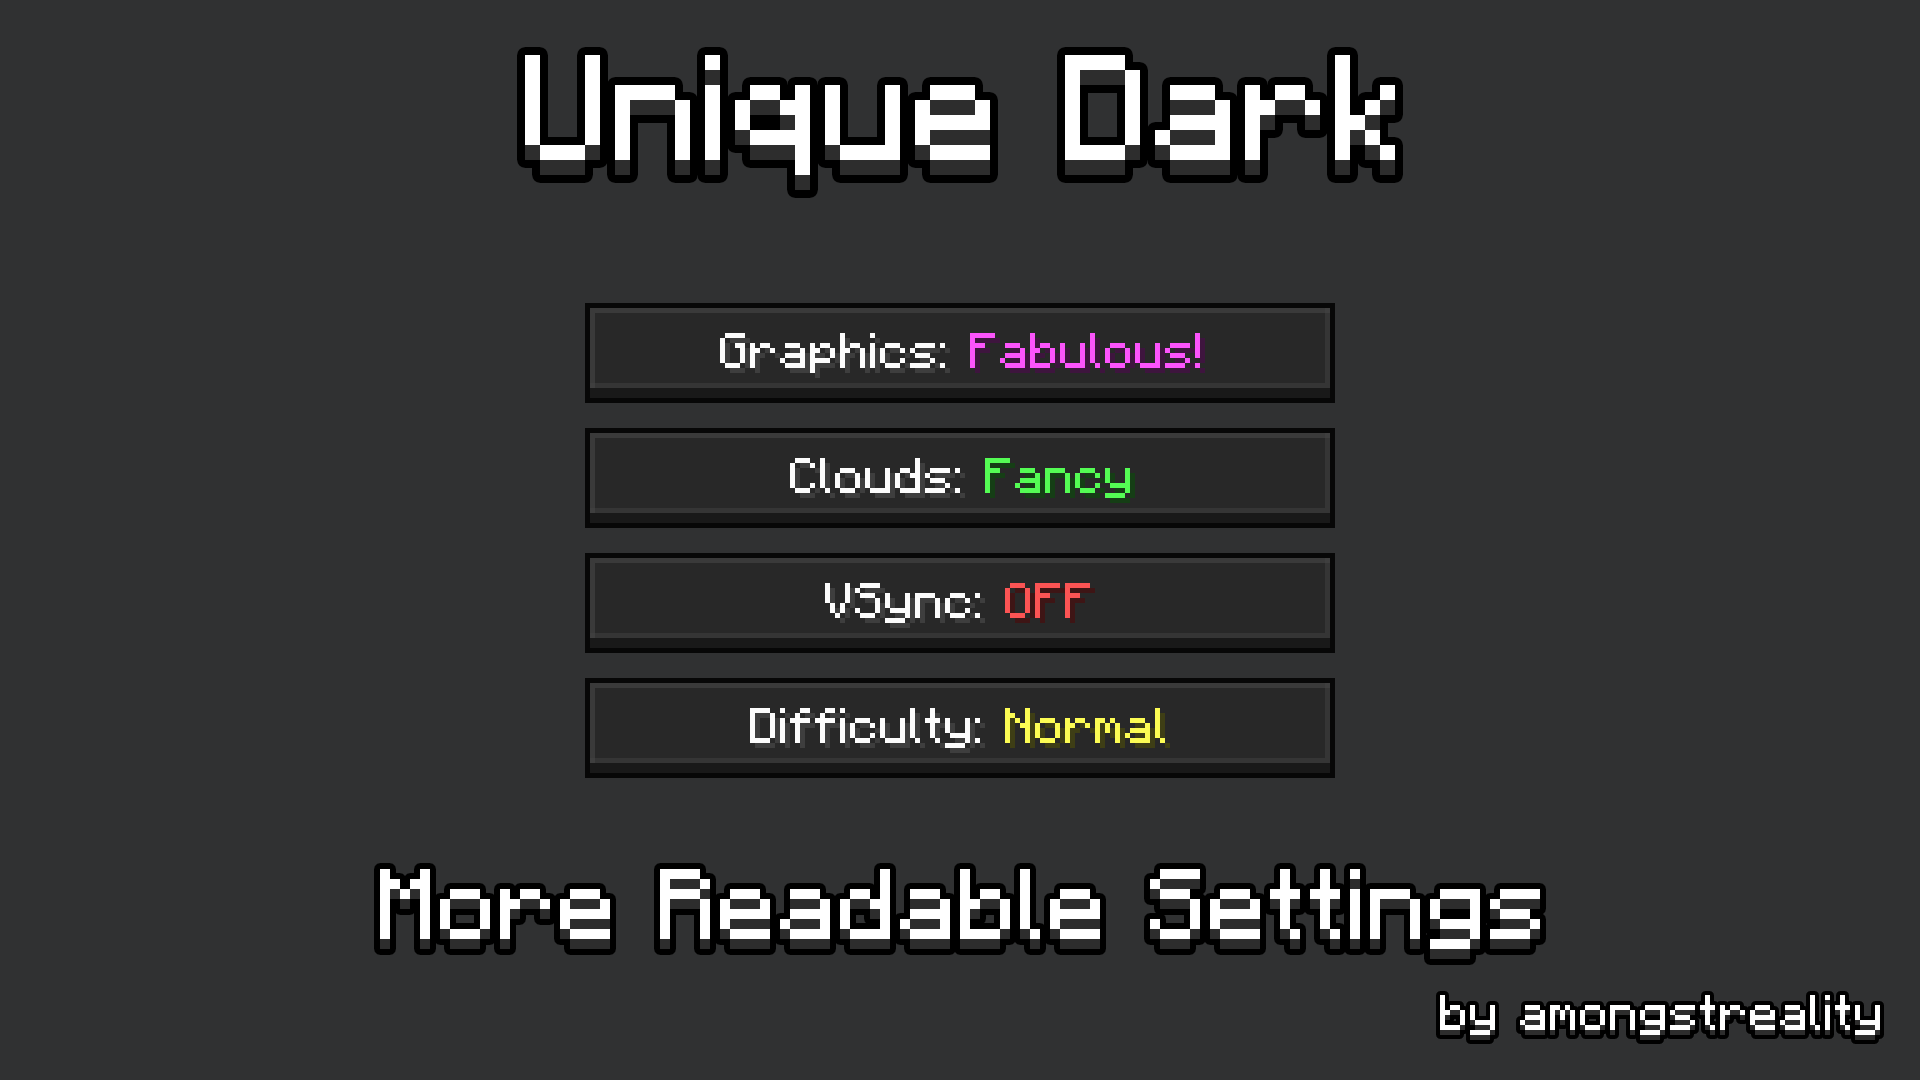 Unique Dark
Graphics: Fabulous!
Clouds: Fancy
VSync: OFF
Difficulty: Normal
More Readable Settings
by amongstreality